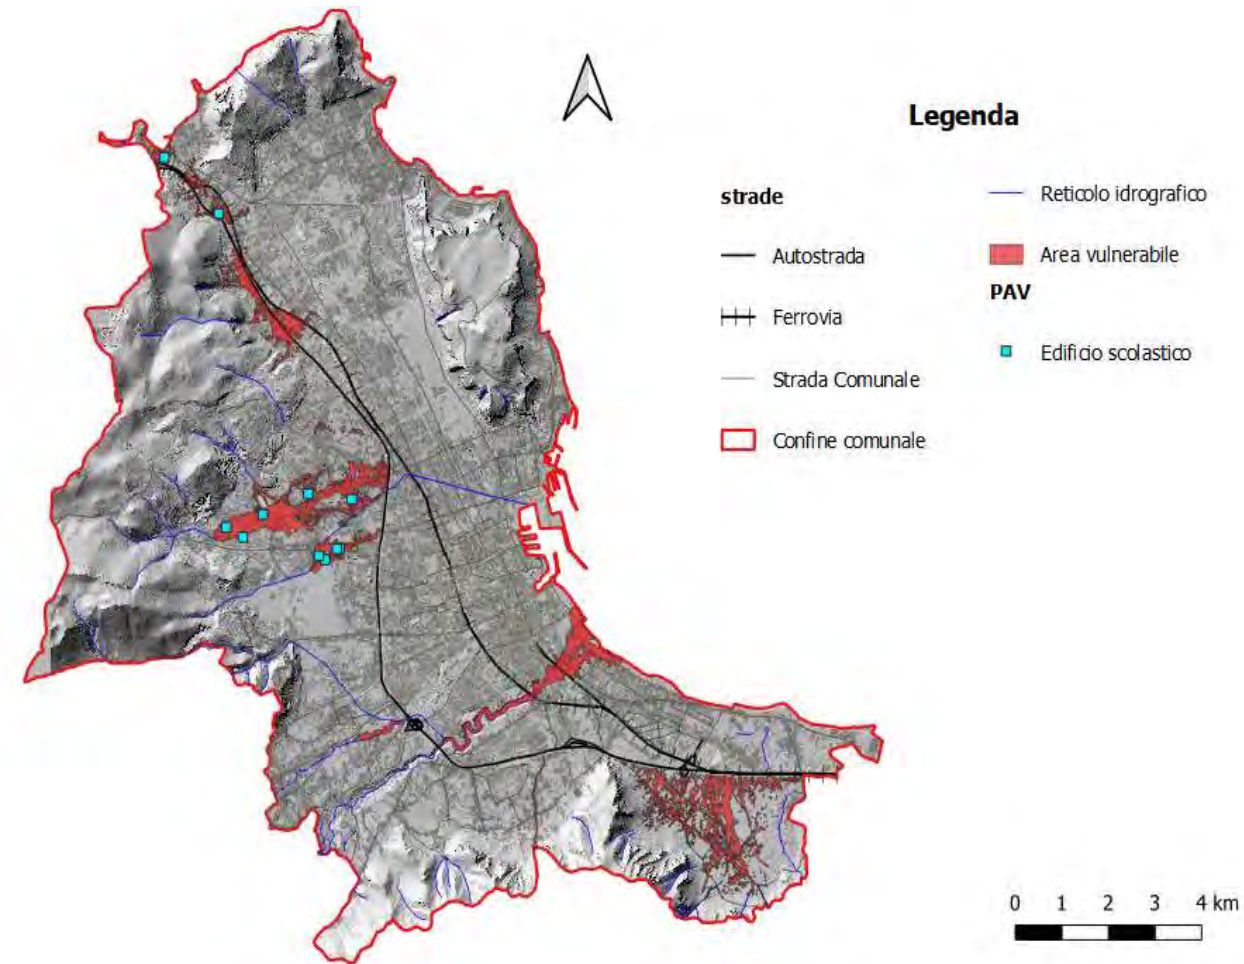 Legenda
strade
Autostrada
Ferrovia
Strada Comunale
Confine comunale
Reticolo idrografico
Area vulnerabile
PAV
Edificio scolastico
0 1 2 3 4 km